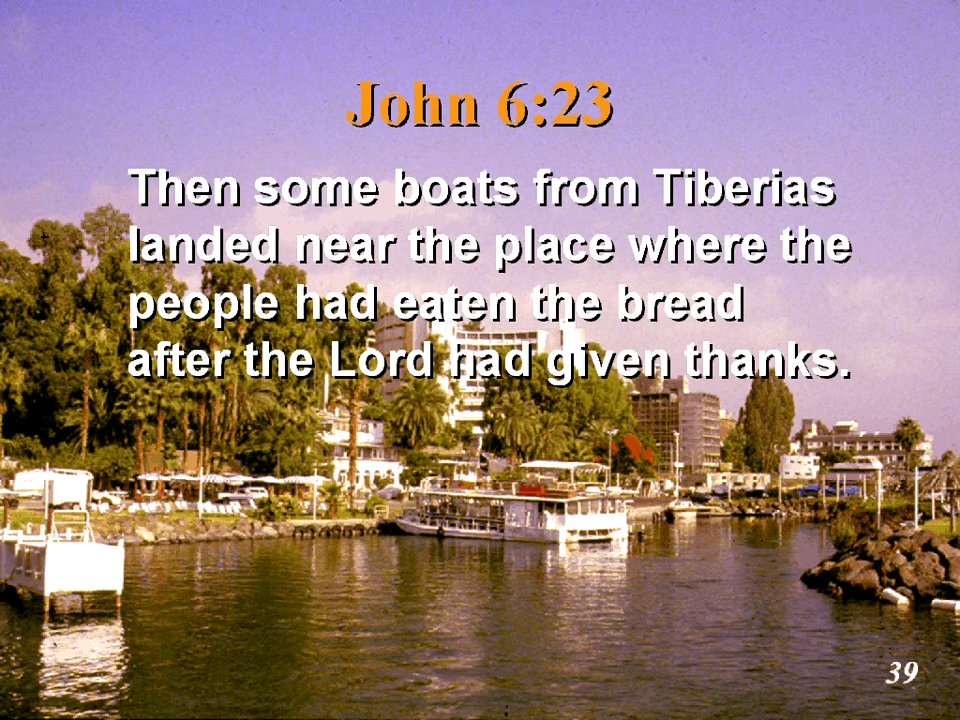 John 6:23
Then some boats from Tiberias
landed near the place where the
people had eaten the bread
after the Lord had given thanks.
39